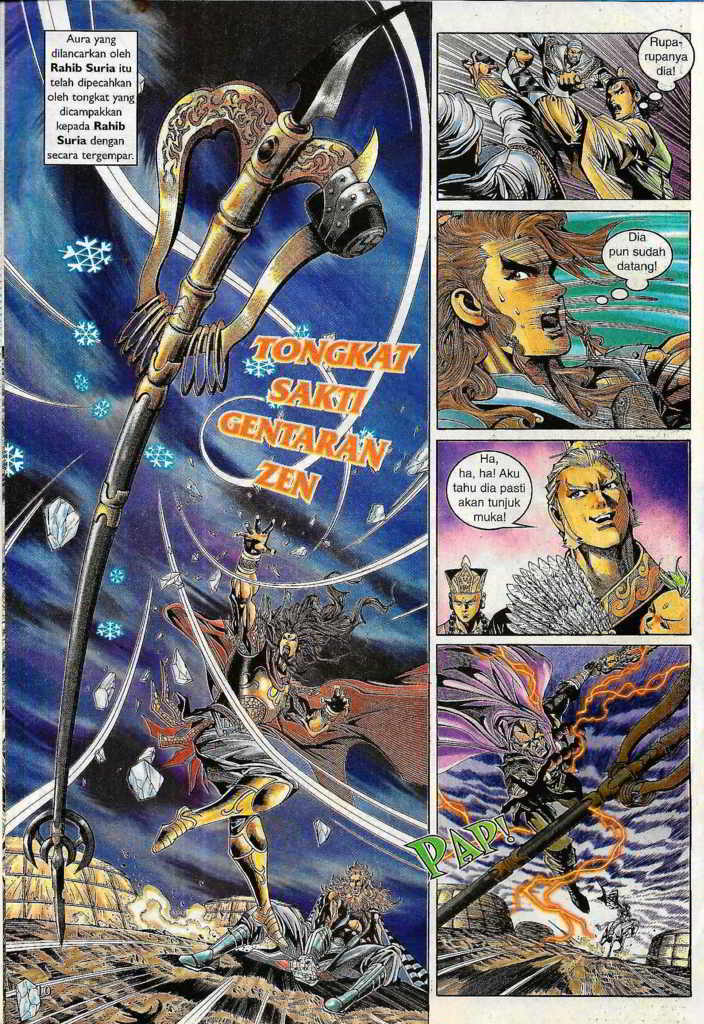 Aura yang
dilancarkan oleh
Rahib Suria itu
telah dipecahkan
oleh tongkat yang
dicampakkan
kepada Rahib
Suria dengan
secara tergempar.
TONGKAT
SAKTI
GENTARAN
ZEN
10
Rupa-
rupanya
dia!
Dia
pun sudah
datang!
Ha,
ha, ha! Aku
tahu dia pasti
akan tunjuk
muka!
PAP!